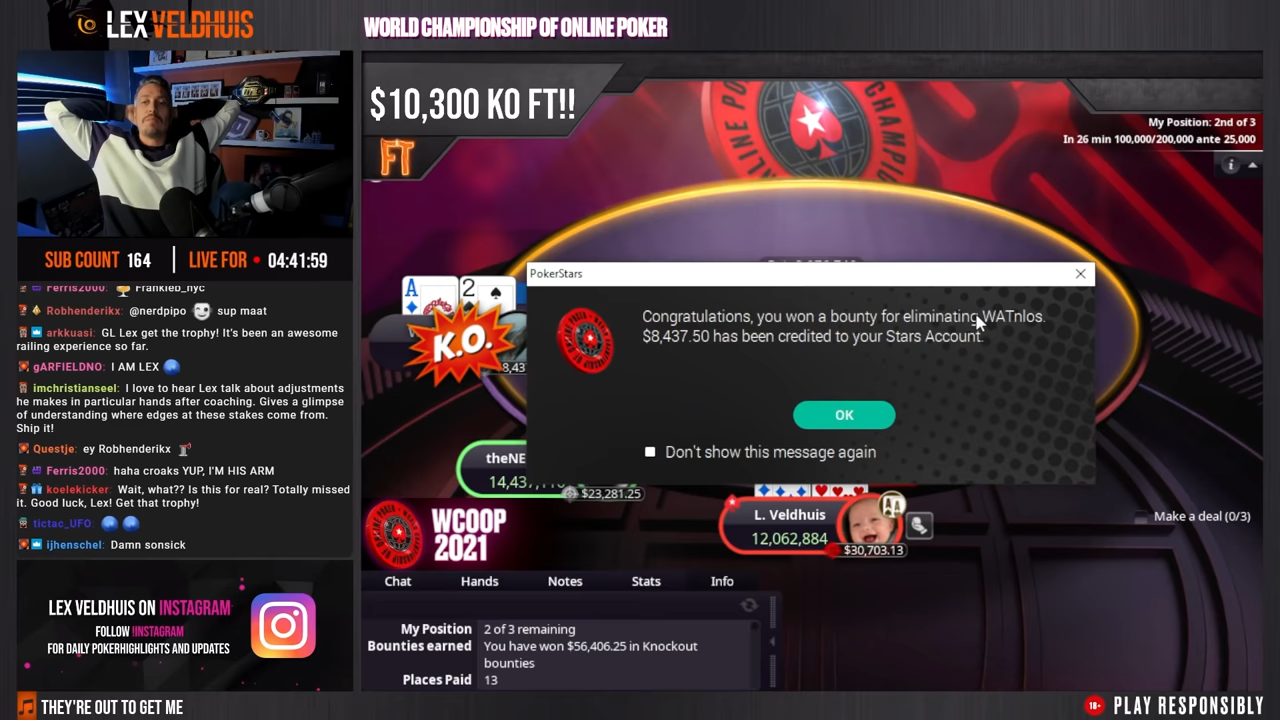 LEX VELDHUIS
WORLD CHAMPIONSHIP OF ONLINE POKER
$10,300 KO FT!!
FT
My Position: 2nd of 3
In 26 min 100,000/200,000 ante 25,000
SUB COUNT 164 | LIVE FOR • 04:41:59
Ferris2000: Frankieb_nyc
Robhenderikx: @nerdpipo sup maat
arkkuasi: GL Lex get the trophy! It's been an awesome
railing experience so far.
gARFIELDNO: I AM LEX
imchristianseel: I love to hear Lex talk about adjustments
he makes in particular hands after coaching. Gives a glimpse
of understanding where edges at these stakes come from.
Ship it!
Questje: ey Robhenderikx
Ferris2000: haha croaks YUP, I'M HIS ARM
koelekicker: Wait, what?? Is this for real? Totally missed
it. Good luck, Lex! Get that trophy!
tictac_UFO:
ijhenschel: Damn sonsick
LEX VELDHUIS ON INSTAGRAM
FOLLOW !INSTAGRAM
FOR DAILY POKERHIGHLIGHTS AND UPDATES
THEY'RE OUT TO GET ME
A
2
K.O.
PokerStars
Congratulations, you won a bounty for eliminating WATnlos.
$8,437.50 has been credited to your Stars Account.
OK
Don't show this message again
theNE
$23,281.25
L. Veldhuis
12,062,884
$30,703.13
Make a deal (0/3)
WCOOP
2021
Chat Hands Notes Stats Info
My Position 2 of 3 remaining
Bounties earned You have won $56,406.25 in Knockout
bounties
Places Paid 13
18+ PLAY RESPONSIBLY